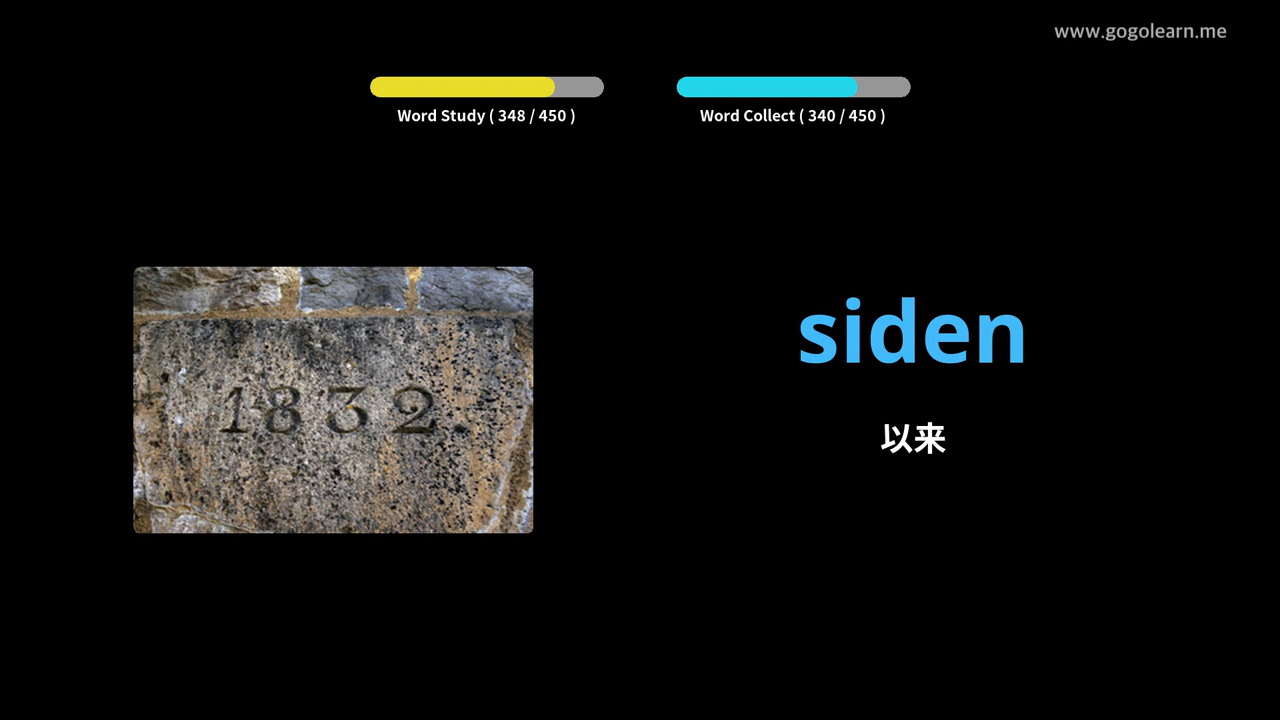 www.gogolearn.me
Word Study ( 348 / 450 )
Word Collect ( 340 / 450 )
siden
以来
1832.